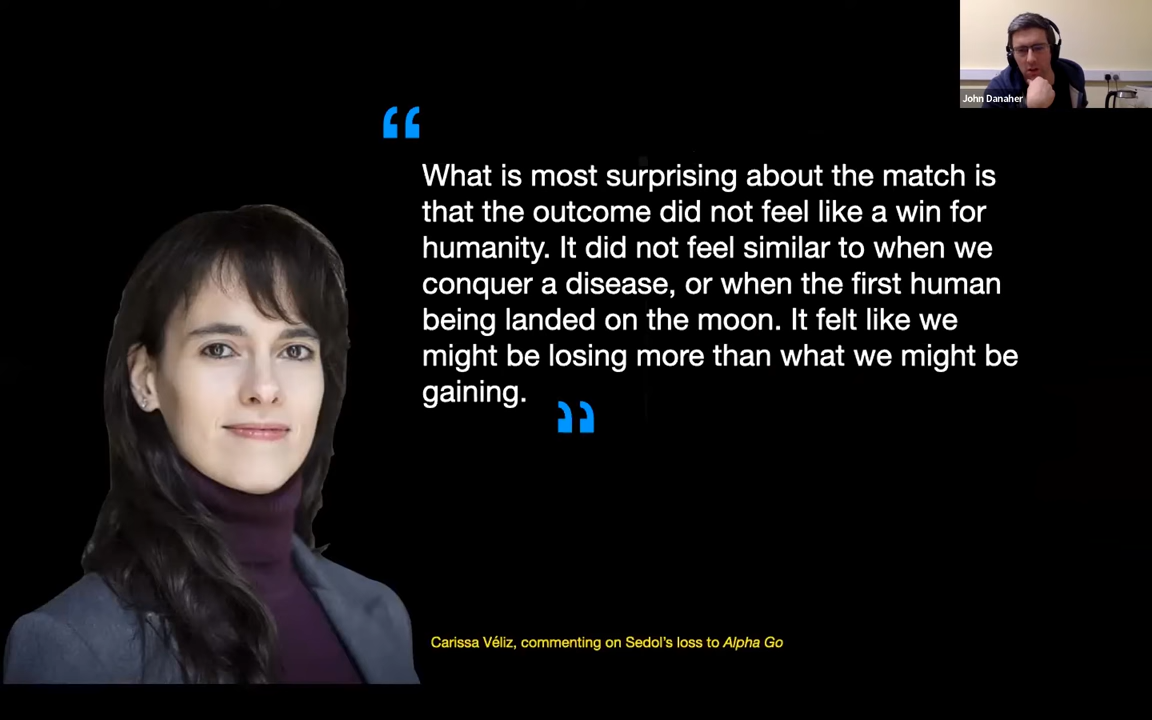 John Danaher
“
What is most surprising about the match is
that the outcome did not feel like a win for
humanity. It did not feel similar to when we
conquer a disease, or when the first human
being landed on the moon. It felt like we
might be losing more than what we might be
gaining.
”
Carissa Véliz, commenting on Sedol’s loss to Alpha Go